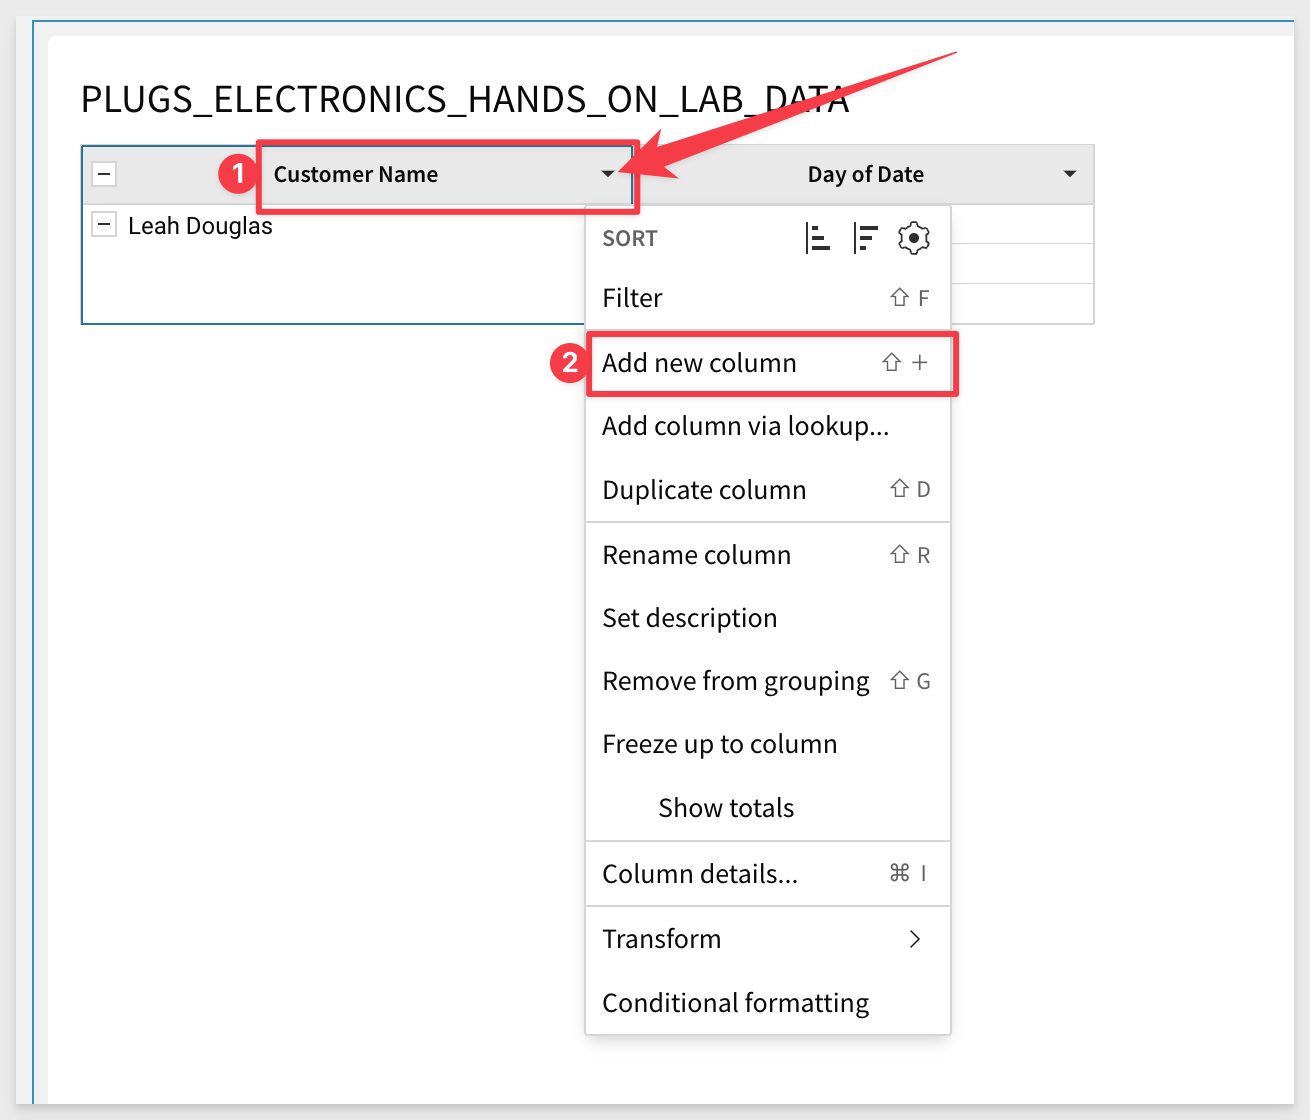 PLUGS_ELECTRONICS_HANDS_ON_LAB_DATA
1 Customer Name Day of Date
Leah Douglas
SORT
Filter ⇧ F
2 Add new column ⇧ +
Add column via lookup...
Duplicate column ⇧ D
Rename column ⇧ R
Set description
Remove from grouping ⇧ G
Freeze up to column
Show totals
Column details... ⌘ I
Transform
Conditional formatting